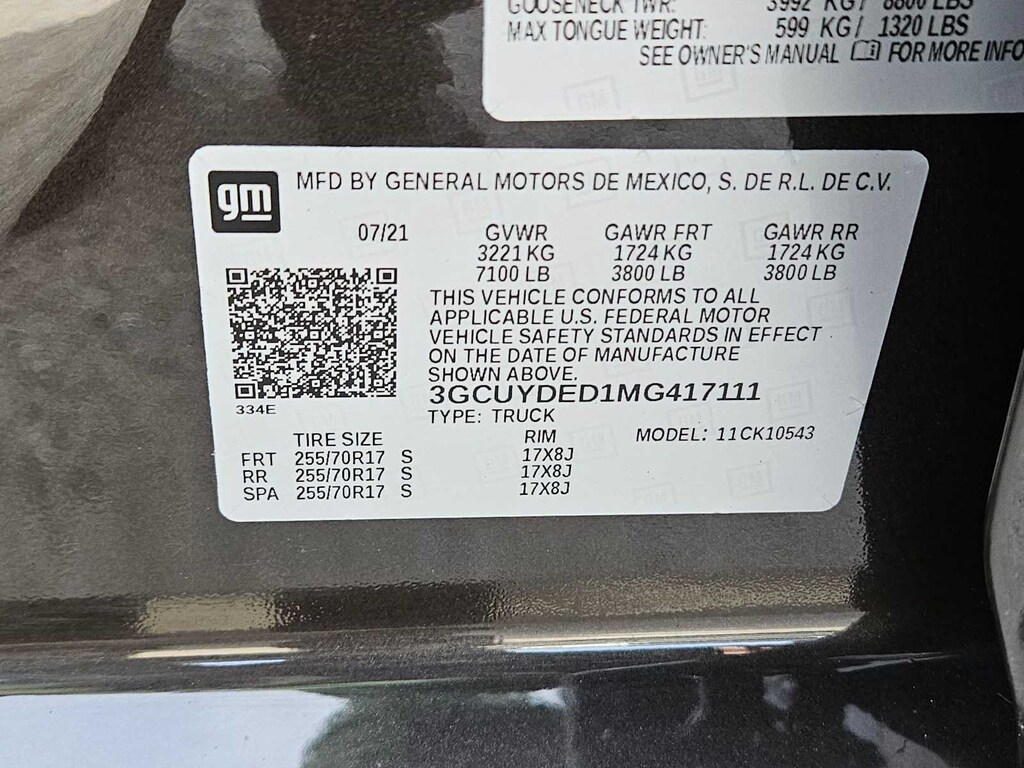 GOOSENECK TWR: 3992 KG/ 8800 LBS
MAX TONGUE WEIGHT: 599 KG/ 1320 LBS
SEE OWNER'S MANUAL FOR MORE INFO
gm
MFD BY GENERAL MOTORS DE MEXICO, S. DE R.L. DE C.V.
07/21 GVWR GAWR FRT GAWR RR
3221 KG 1724 KG 1724 KG
7100 LB 3800 LB 3800 LB
THIS VEHICLE CONFORMS TO ALL
APPLICABLE U.S. FEDERAL MOTOR
VEHICLE SAFETY STANDARDS IN EFFECT
ON THE DATE OF MANUFACTURE
SHOWN ABOVE.
3GCUYDED1MG417111
334E
TYPE: TRUCK
TIRE SIZE RIM MODEL: 11CK10543
FRT 255/70R17 S 17X8J
RR 255/70R17 S 17X8J
SPA 255/70R17 S 17X8J